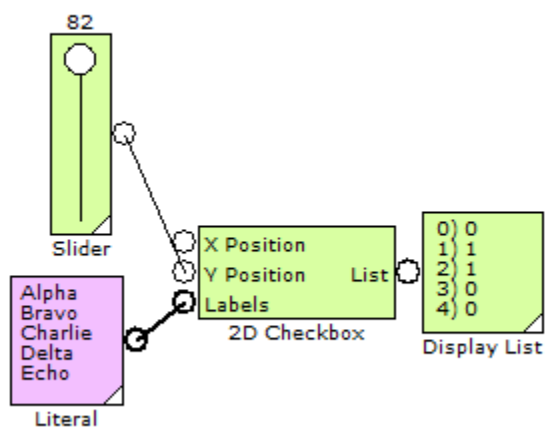 82
Slider
Alpha
Bravo
Charlie
Delta
Echo
Literal
X Position
Y Position
List
Labels
2D Checkbox
0) 0
1) 1
2) 1
3) 0
4) 0
Display List